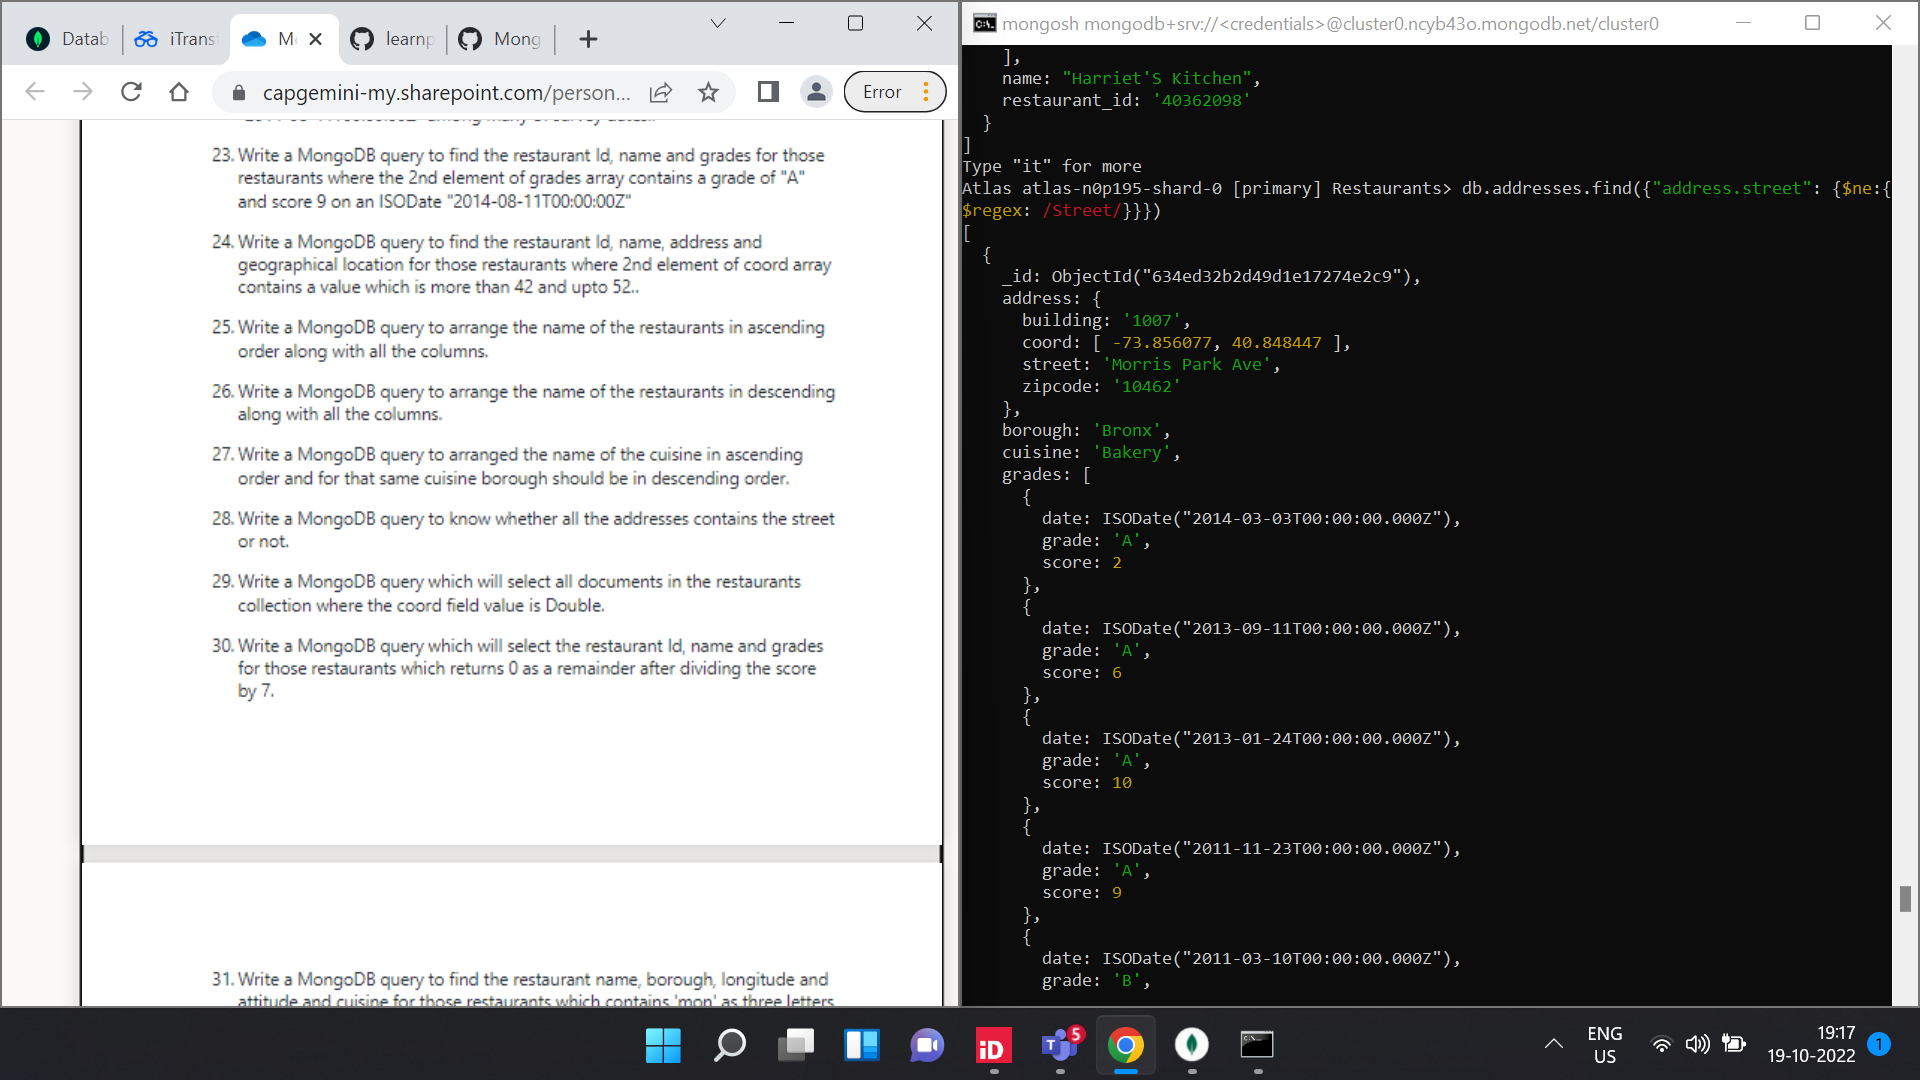 Datab
iTrans
M
learnp
Mong
capgemini-my.sharepoint.com/person...
Error
23. Write a MongoDB query to find the restaurant Id, name and grades for those
restaurants where the 2nd element of grades array contains a grade of "A"
and score 9 on an ISODate "2014-08-11T00:00:00Z"
24. Write a MongoDB query to find the restaurant Id, name, address and
geographical location for those restaurants where 2nd element of coord array
contains a value which is more than 42 and upto 52..
25. Write a MongoDB query to arrange the name of the restaurants in ascending
order along with all the columns.
26. Write a MongoDB query to arrange the name of the restaurants in descending
along with all the columns.
27. Write a MongoDB query to arranged the name of the cuisine in ascending
order and for that same cuisine borough should be in descending order.
28. Write a MongoDB query to know whether all the addresses contains the street
or not.
29. Write a MongoDB query which will select all documents in the restaurants
collection where the coord field value is Double.
30. Write a MongoDB query which will select the restaurant Id, name and grades
for those restaurants which returns 0 as a remainder after dividing the score
by 7.
31. Write a MongoDB query to find the restaurant name, borough, longitude and
attitude and cuisine for those restaurants which contains 'mon' as three letters
mongosh mongodb+srv://<credentials>@cluster0.ncyb43o.mongodb.net/cluster0
],
name: "Harriet'S Kitchen",
restaurant_id: '40362098'
}
]
Type "it" for more
Atlas atlas-n0p195-shard-0 [primary] Restaurants> db.addresses.find({"address.street": {$ne:{
$regex: /Street/}}})
[
{
_id: ObjectId("634ed32b2d49d1e17274e2c9"),
address: {
building: '1007',
coord: [ -73.856077, 40.848447 ],
street: 'Morris Park Ave',
zipcode: '10462'
},
borough: 'Bronx',
cuisine: 'Bakery',
grades: [
{
date: ISODate("2014-03-03T00:00:00.000Z"),
grade: 'A',
score: 2
},
{
date: ISODate("2013-09-11T00:00:00.000Z"),
grade: 'A',
score: 6
},
{
date: ISODate("2013-01-24T00:00:00.000Z"),
grade: 'A',
score: 10
},
{
date: ISODate("2011-11-23T00:00:00.000Z"),
grade: 'A',
score: 9
},
{
date: ISODate("2011-03-10T00:00:00.000Z"),
grade: 'B',
iD
T
5
ENG
US
19:17
19-10-2022
1